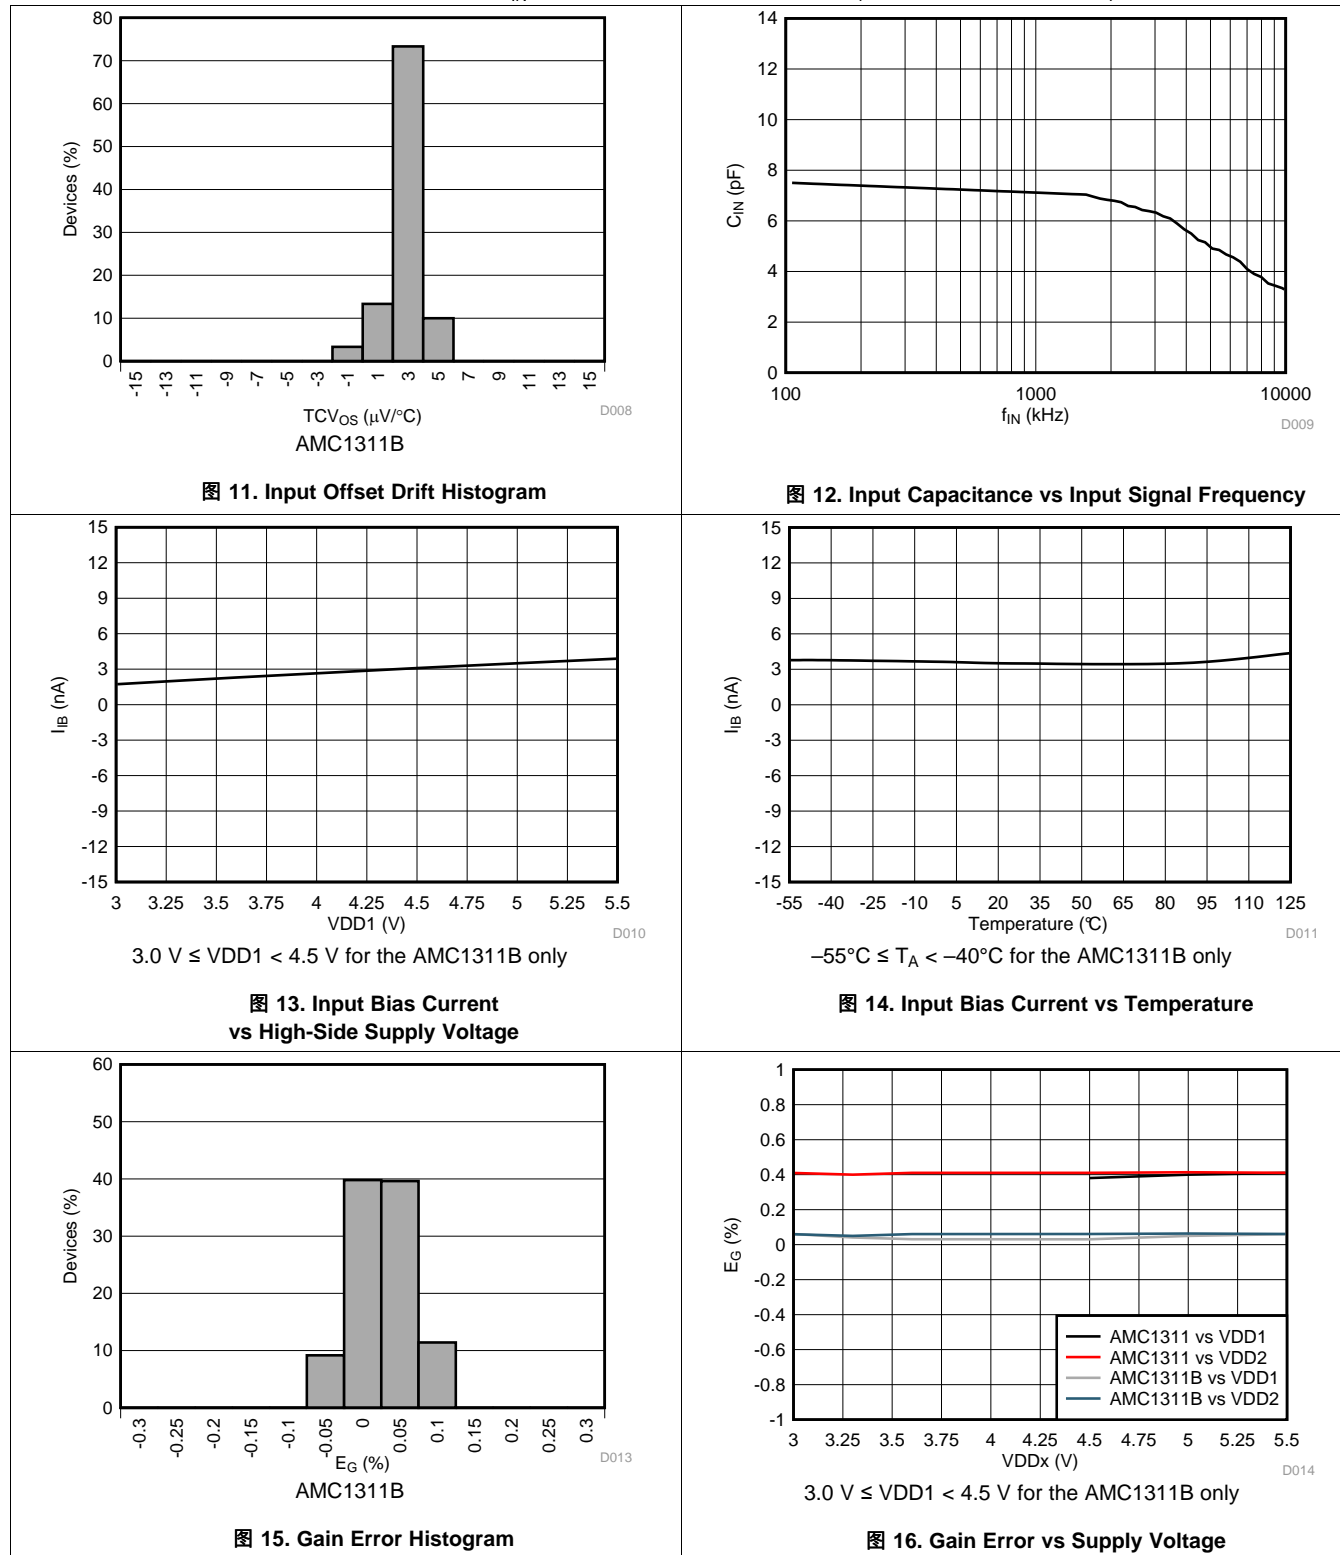 80
70
60
50
40
30
20
10
0
Devices (%)
-15 -13 -11 -9 -7 -5 -3 -1 1 3 5 7 9 11 13 15
TCVOS (μV/°C)
D008
AMC1311B
图 11. Input Offset Drift Histogram
14
12
10
8
6
4
2
0
CIN (pF)
100 1000 10000
fIN (kHz)
D009
图 12. Input Capacitance vs Input Signal Frequency
15
12
9
6
3
0
-3
-6
-9
-12
-15
IIB (nA)
3 3.25 3.5 3.75 4 4.25 4.5 4.75 5 5.25 5.5
VDD1 (V)
D010
3.0 V ≤ VDD1 < 4.5 V for the AMC1311B only
图 13. Input Bias Current
vs High-Side Supply Voltage
15
12
9
6
3
0
-3
-6
-9
-12
-15
IIB (nA)
-55 -40 -25 -10 5 20 35 50 65 80 95 110 125
Temperature (°C)
D011
–55°C ≤ TA < –40°C for the AMC1311B only
图 14. Input Bias Current vs Temperature
60
50
40
30
20
10
0
Devices (%)
-0.3 -0.25 -0.2 -0.15 -0.1 -0.05 0 0.05 0.1 0.15 0.2 0.25 0.3
EG (%)
D013
AMC1311B
图 15. Gain Error Histogram
1
0.8
0.6
0.4
0.2
0
-0.2
-0.4
-0.6
-0.8
-1
EG (%)
AMC1311 vs VDD1
AMC1311 vs VDD2
AMC1311B vs VDD1
AMC1311B vs VDD2
3 3.25 3.5 3.75 4 4.25 4.5 4.75 5 5.25 5.5
VDDx (V)
D014
3.0 V ≤ VDD1 < 4.5 V for the AMC1311B only
图 16. Gain Error vs Supply Voltage